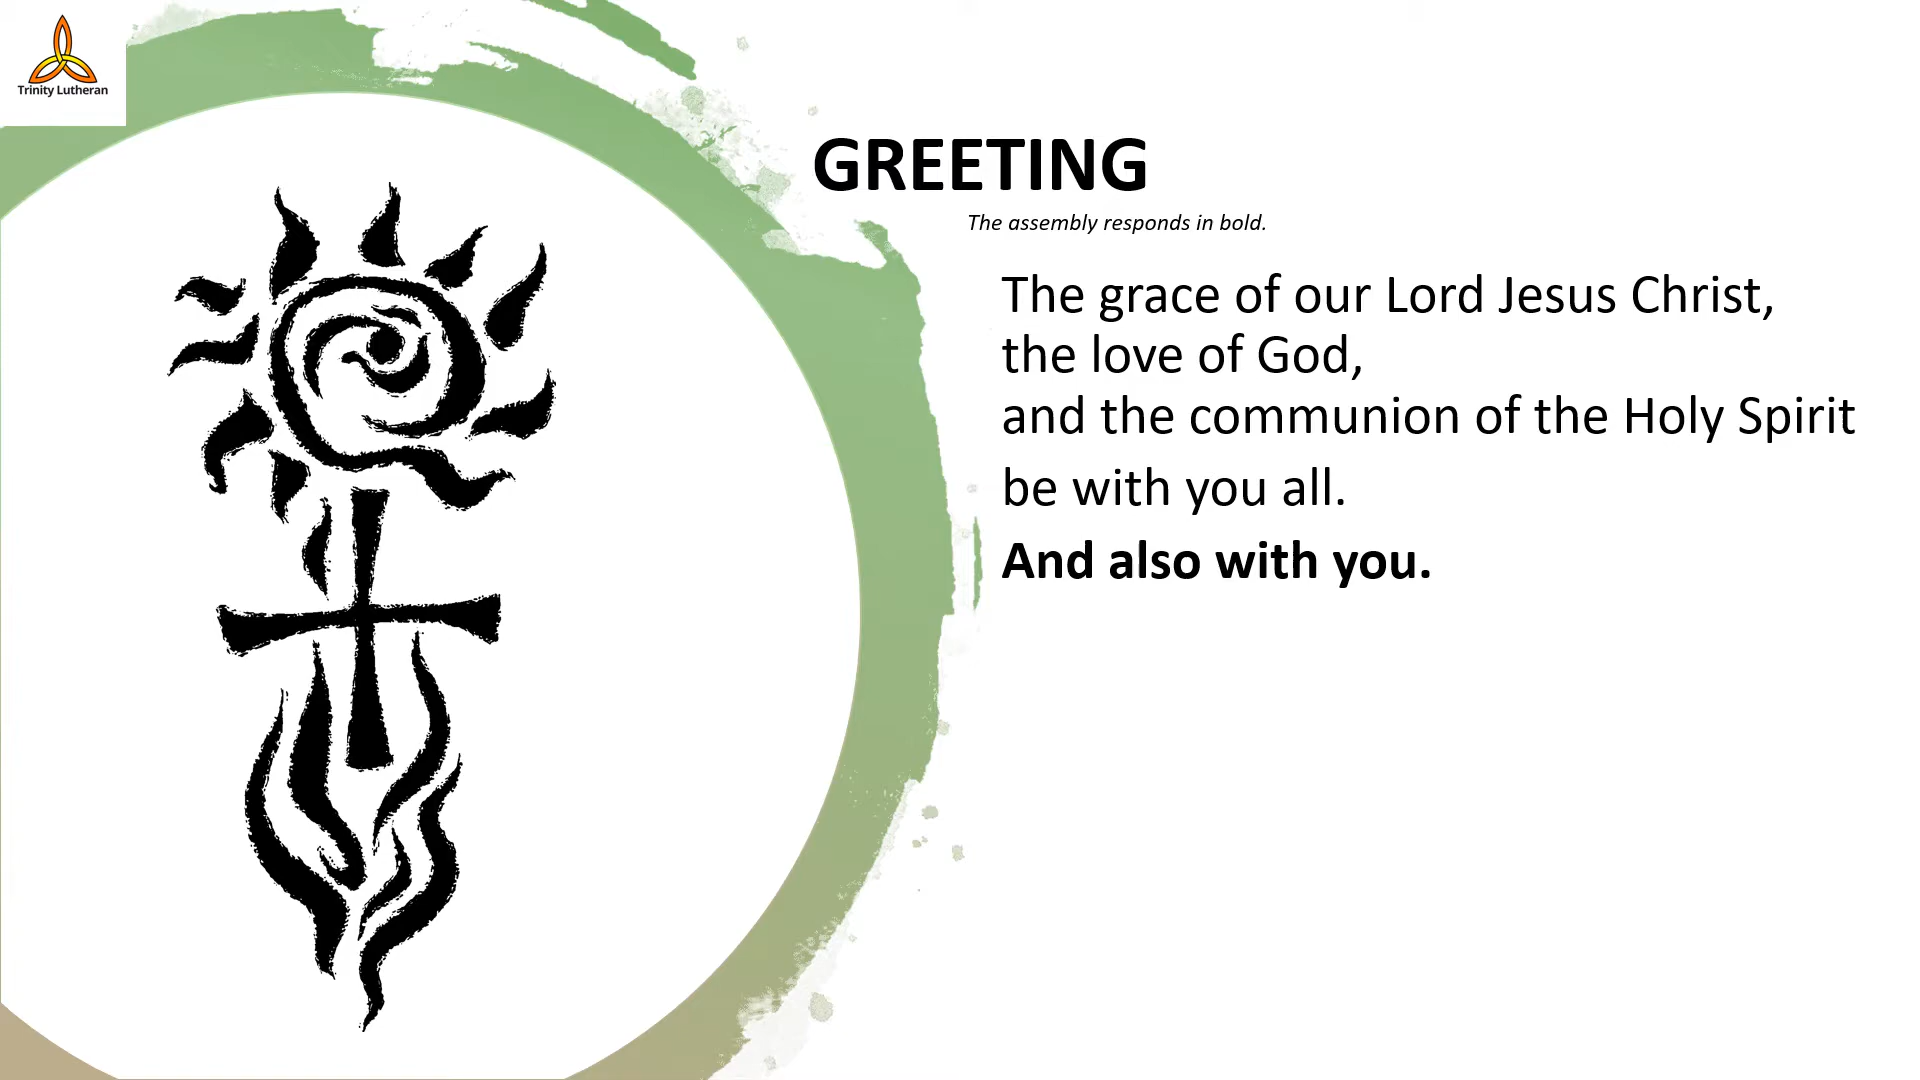 Trinity Lutheran
GREETING
The assembly responds in bold.
The grace of our Lord Jesus Christ,
the love of God,
and the communion of the Holy Spirit
be with you all.
And also with you.